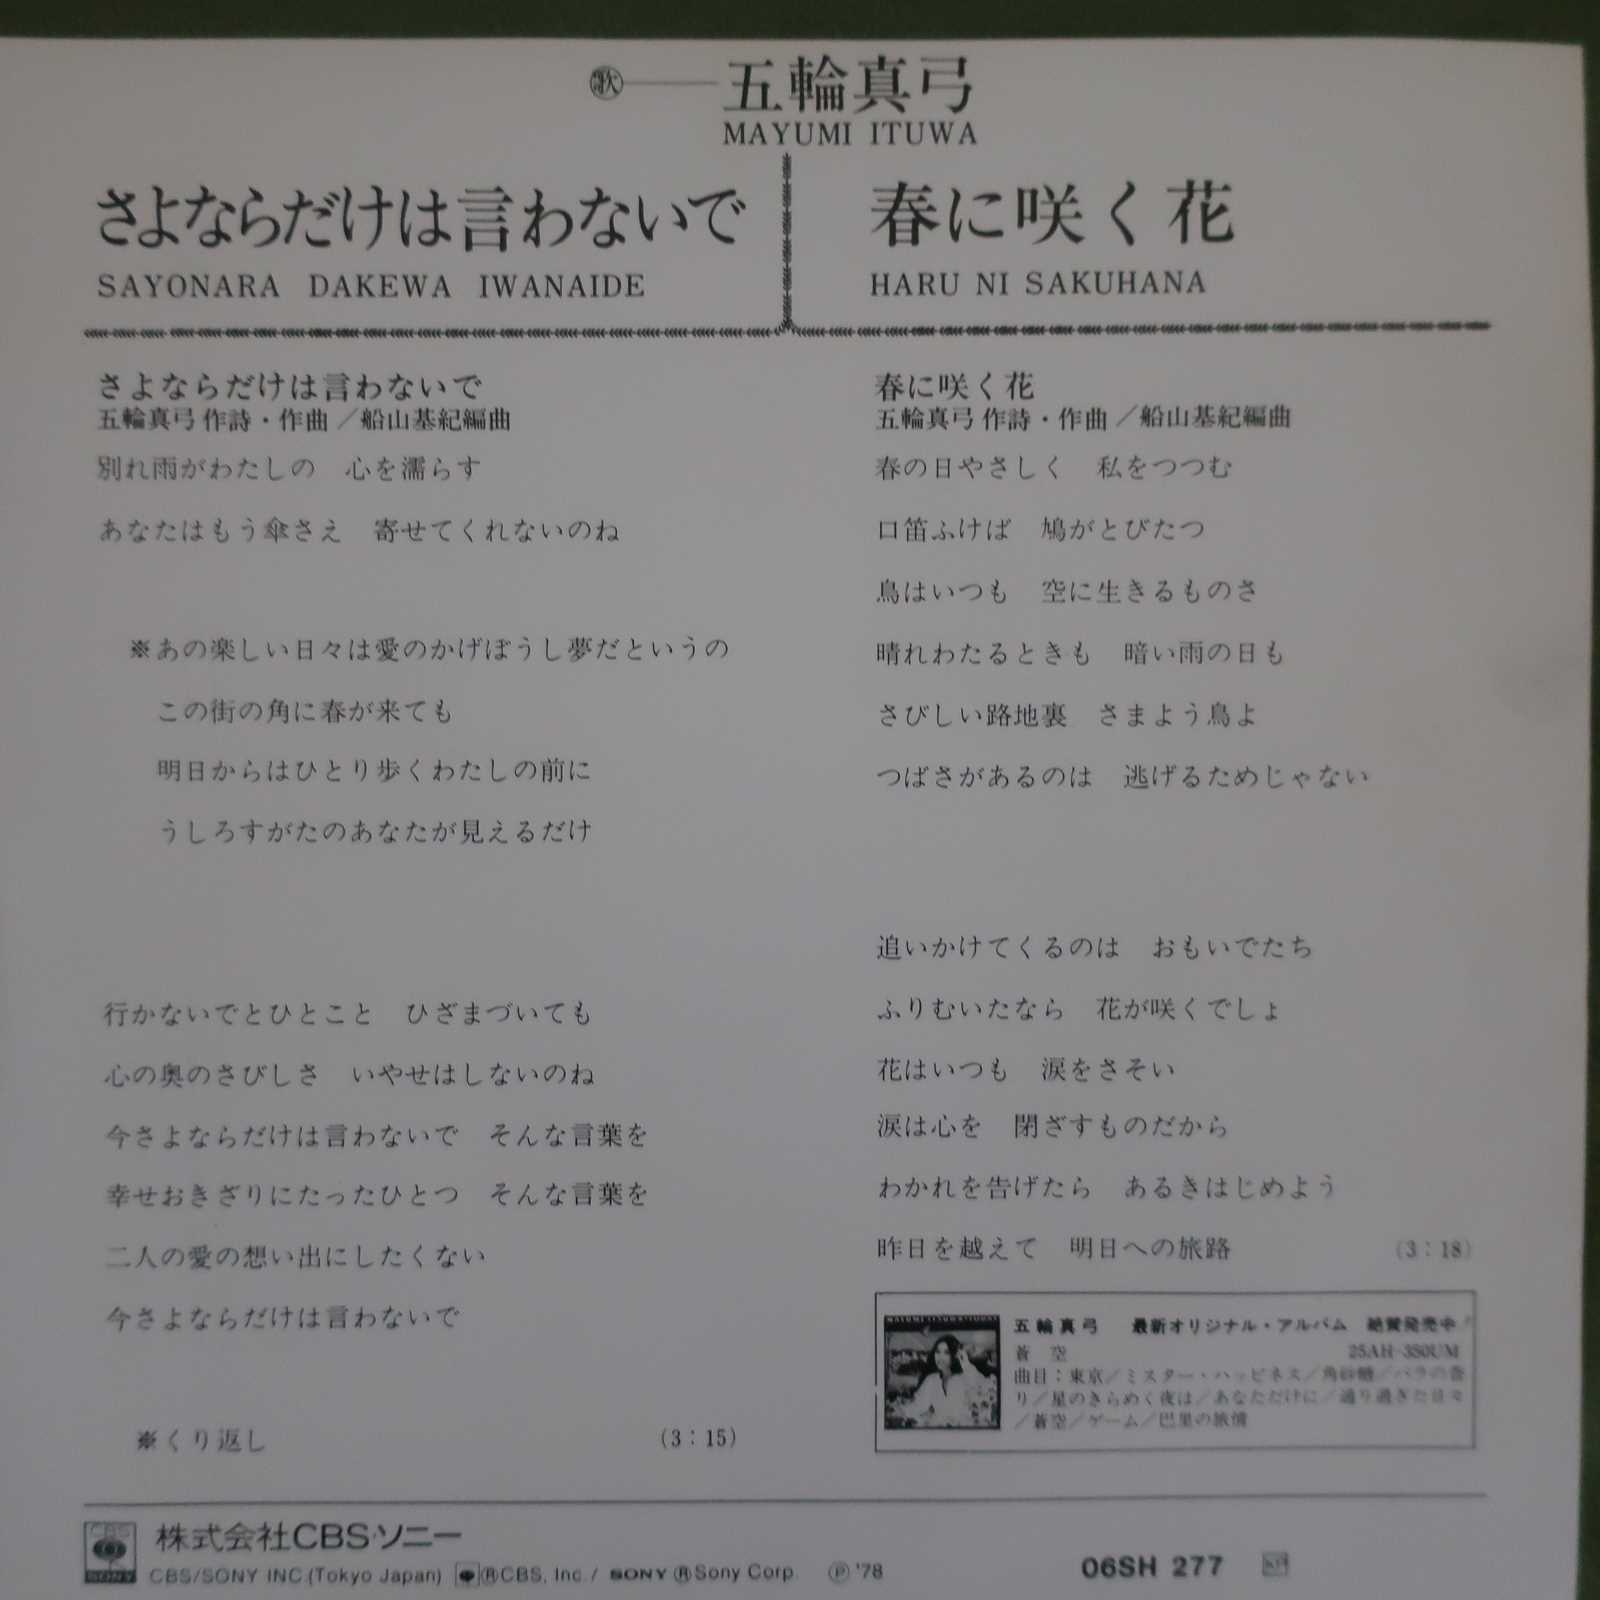 歌 五輪真弓
MAYUMI ITUWA
さよならだけは言わないで
SAYONARA DAKEWA IWANAIDE
春に咲く花
HARU NI SAKUHANA
さよならだけは言わないで
五輪真弓 作詩・作曲／船山基紀編曲
別れ雨がわたしの　心を濡らす
あなたはもう傘さえ　寄せてくれないのね
※あの楽しい日々は愛のかげぼうし夢だというの
この街の角に春が来ても
明日からはひとり歩くわたしの前に
うしろすがたのあなたが見えるだけ
行かないでとひとこと　ひざまづいても
心の奥のさびしさ　いやせはしないのね
今さよならだけは言わないで　そんな言葉を
幸せおきざりにたったひとつ　そんな言葉を
二人の愛の想い出にしたくない
今さよならだけは言わないで
※くり返し (3：15)
春に咲く花
五輪真弓 作詩・作曲／船山基紀編曲
春の日やさしく　私をつつむ
口笛ふけば　鳩がとびたつ
鳥はいつも　空に生きるものさ
晴れわたるときも　暗い雨の日も
さびしい路地裏　さまよう鳥よ
つばさがあるのは　逃げるためじゃない
追いかけてくるのは　おもいでたち
ふりむいたなら　花が咲くでしょ
花はいつも　涙をさそい
涙は心を　閉ざすものだから
わかれを告げたら　あるきはじめよう
昨日を越えて　明日への旅路 (3：18)
五輪真弓　最新オリジナル・アルバム　絶賛発売中
蒼空
曲目：東京／ミスター・ハッピネス／角砂糖／バラの香
り／星のきらめく夜は／あなただけに／通り過ぎた日々
／蒼空／ゲーム／巴里の旅情
CBS
SONY
株式会社CBS・ソニー
CBS/SONY INC.(Tokyo Japan) ®CBS, Inc. / SONY ®Sony Corp. ℗'78
06SH 277